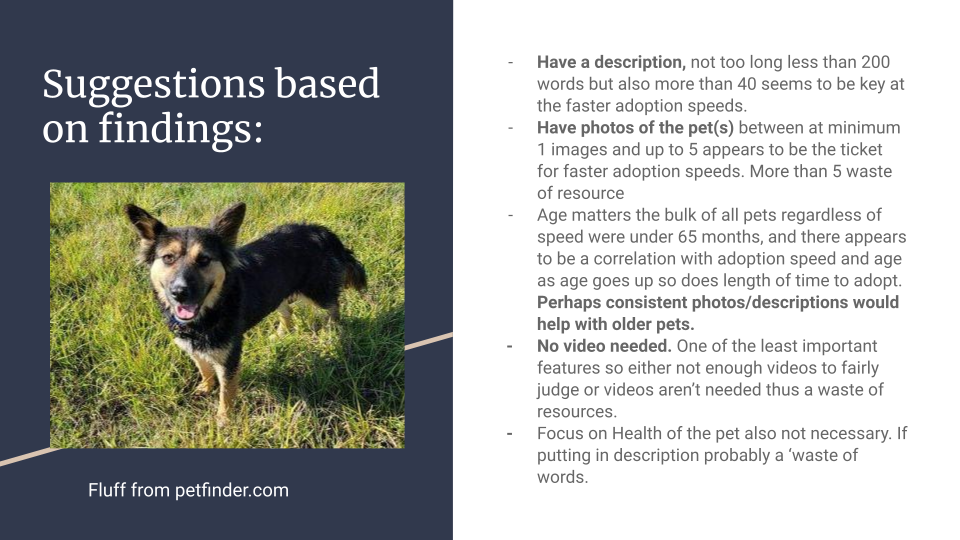 Suggestions based
on findings:
Fluff from petfinder.com
- Have a description, not too long less than 200
words but also more than 40 seems to be key at
the faster adoption speeds.
- Have photos of the pet(s) between at minimum
1 images and up to 5 appears to be the ticket
for faster adoption speeds. More than 5 waste
of resource
- Age matters the bulk of all pets regardless of
speed were under 65 months, and there appears
to be a correlation with adoption speed and age
as age goes up so does length of time to adopt.
Perhaps consistent photos/descriptions would
help with older pets.
- No video needed. One of the least important
features so either not enough videos to fairly
judge or videos aren’t needed thus a waste of
resources.
- Focus on Health of the pet also not necessary. If
putting in description probably a ‘waste of
words.